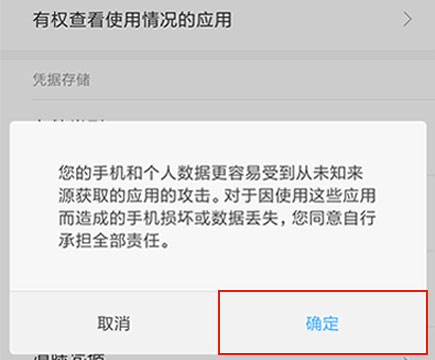 有权查看使用情况的应用
凭据存储
您的手机和个人数据更容易受到从未知来
源获取的应用的攻击。对于因使用这些应用
而造成的手机损坏或数据丢失，您同意自行
承担全部责任。
取消
确定